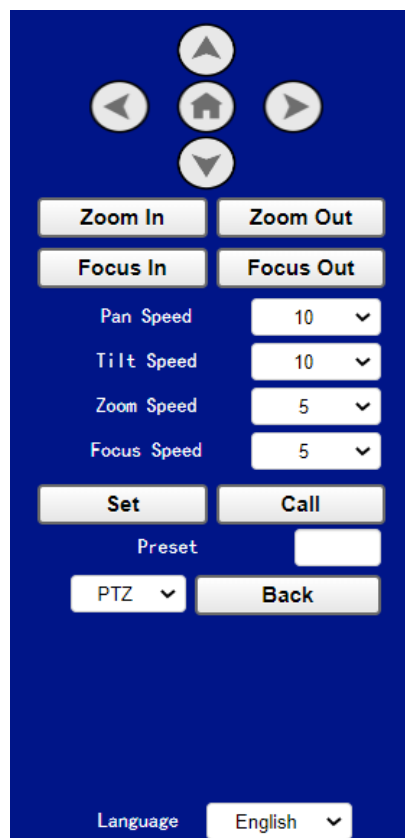 Zoom In Zoom Out
Focus In Focus Out
Pan Speed 10
Tilt Speed 10
Zoom Speed 5
Focus Speed 5
Set Call
Preset
PTZ Back
Language English